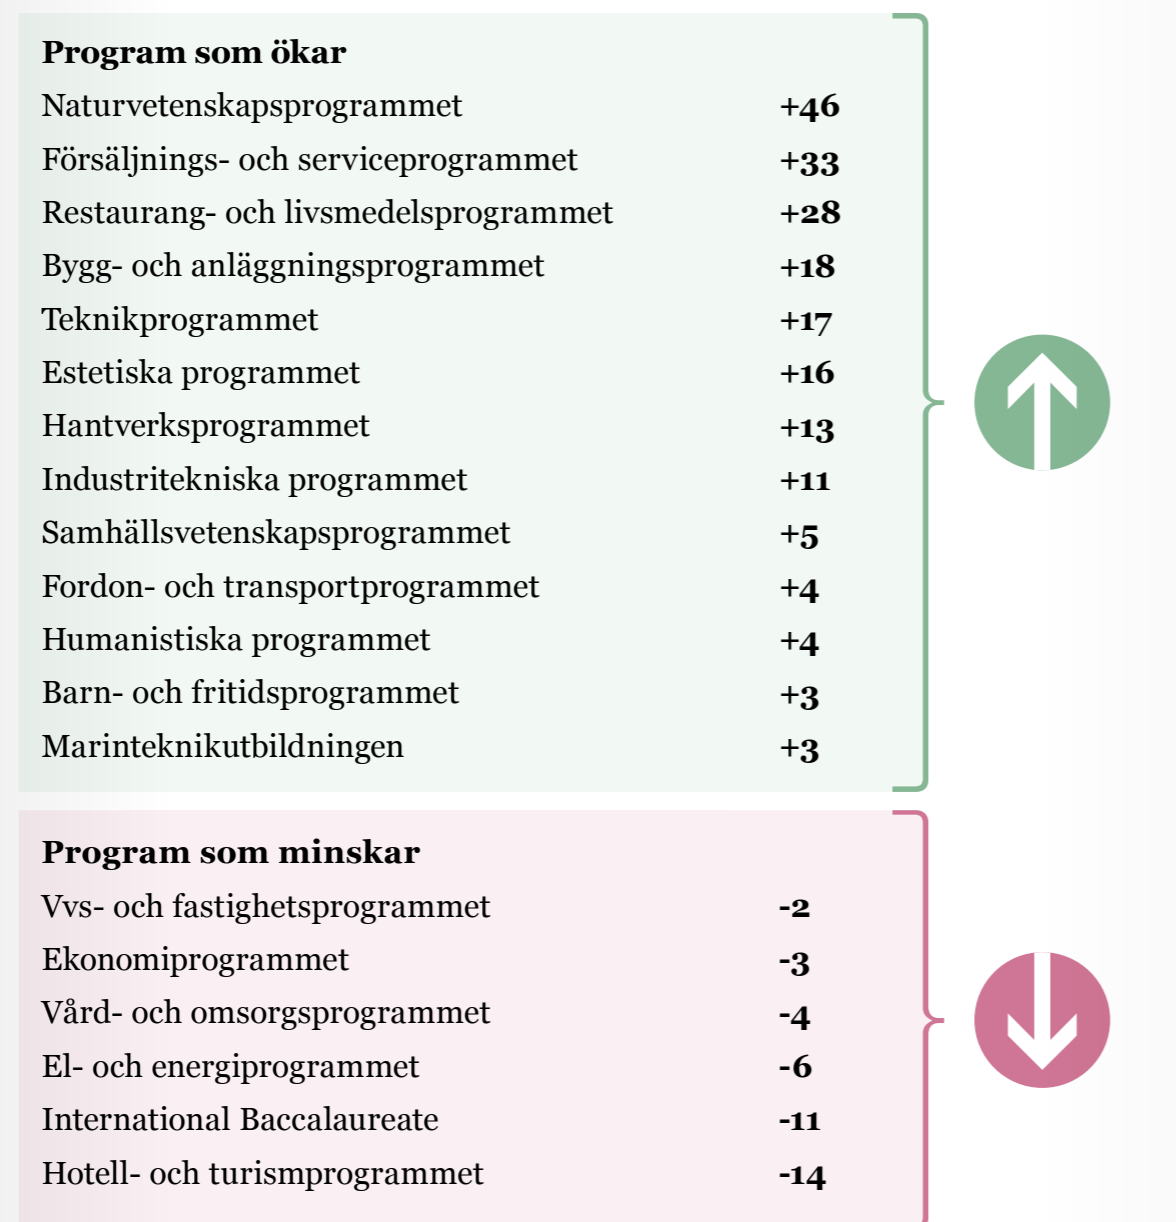 Program som ökar
Naturvetenskapsprogrammet +46
Försäljnings- och serviceprogrammet +33
Restaurang- och livsmedelsprogrammet +28
Bygg- och anläggningsprogrammet +18
Teknikprogrammet +17
Estetiska programmet +16
Hantverksprogrammet +13
Industritekniska programmet +11
Samhällsvetenskapsprogrammet +5
Fordon- och transportprogrammet +4
Humanistiska programmet +4
Barn- och fritidsprogrammet +3
Marinteknikutbildningen +3
Program som minskar
Vvs- och fastighetsprogrammet -2
Ekonomiprogrammet -3
Vård- och omsorgsprogrammet -4
El- och energiprogrammet -6
International Baccalaureate -11
Hotell- och turismprogrammet -14